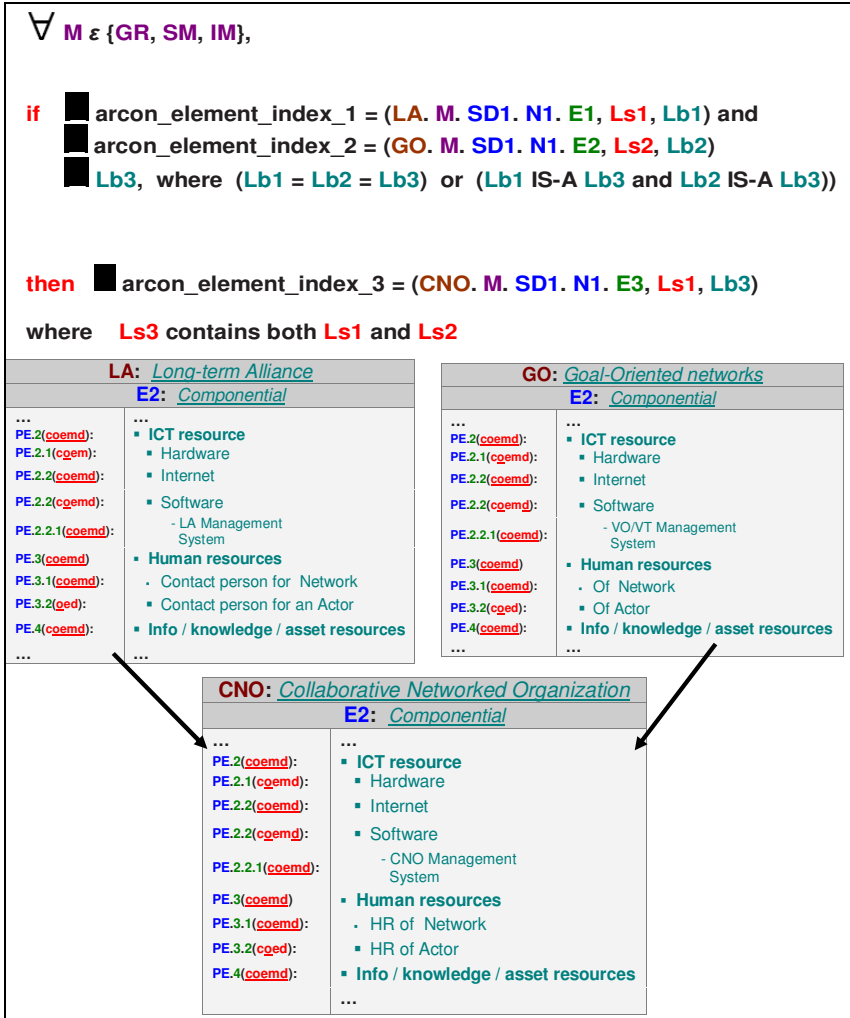 ∀ M ε {GR, SM, IM},
if arcon_element_index_1 = (LA. M. SD1. N1. E1, Ls1, Lb1) and
arcon_element_index_2 = (GO. M. SD1. N1. E2, Ls2, Lb2)
Lb3, where (Lb1 = Lb2 = Lb3) or (Lb1 IS-A Lb3 and Lb2 IS-A Lb3))
then arcon_element_index_3 = (CNO. M. SD1. N1. E3, Ls1, Lb3)
where Ls3 contains both Ls1 and Ls2
LA: Long-term Alliance
E2: Componential
... ...
PE.2(coemd): ▪ ICT resource
PE.2.1(coem): ▪ Hardware
PE.2.2(coemd): ▪ Internet
PE.2.2(coemd): ▪ Software
PE.2.2.1(coemd): - LA Management
System
PE.3(coemd) ▪ Human resources
PE.3.1(coemd): . Contact person for Network
PE.3.2(oed): ▪ Contact person for an Actor
PE.4(coemd): ▪ Info / knowledge / asset resources
... ...
GO: Goal-Oriented networks
E2: Componential
... ...
PE.2(coemd): ▪ ICT resource
PE.2.1(coemd): ▪ Hardware
PE.2.2(coemd): ▪ Internet
PE.2.2(coemd): ▪ Software
PE.2.2.1(coemd): - VO/VT Management
System
PE.3(coemd) ▪ Human resources
PE.3.1(coemd): . Of Network
PE.3.2(coed): ▪ Of Actor
PE.4(coemd): ▪ Info / knowledge / asset resources
... ...
CNO: Collaborative Networked Organization
E2: Componential
... ...
PE.2(coemd): ▪ ICT resource
PE.2.1(coemd): ▪ Hardware
PE.2.2(coemd): ▪ Internet
PE.2.2(coemd): ▪ Software
PE.2.2.1(coemd): - CNO Management
System
PE.3(coemd) ▪ Human resources
PE.3.1(coemd): . HR of Network
PE.3.2(coed): ▪ HR of Actor
PE.4(coemd): ▪ Info / knowledge / asset resources
...